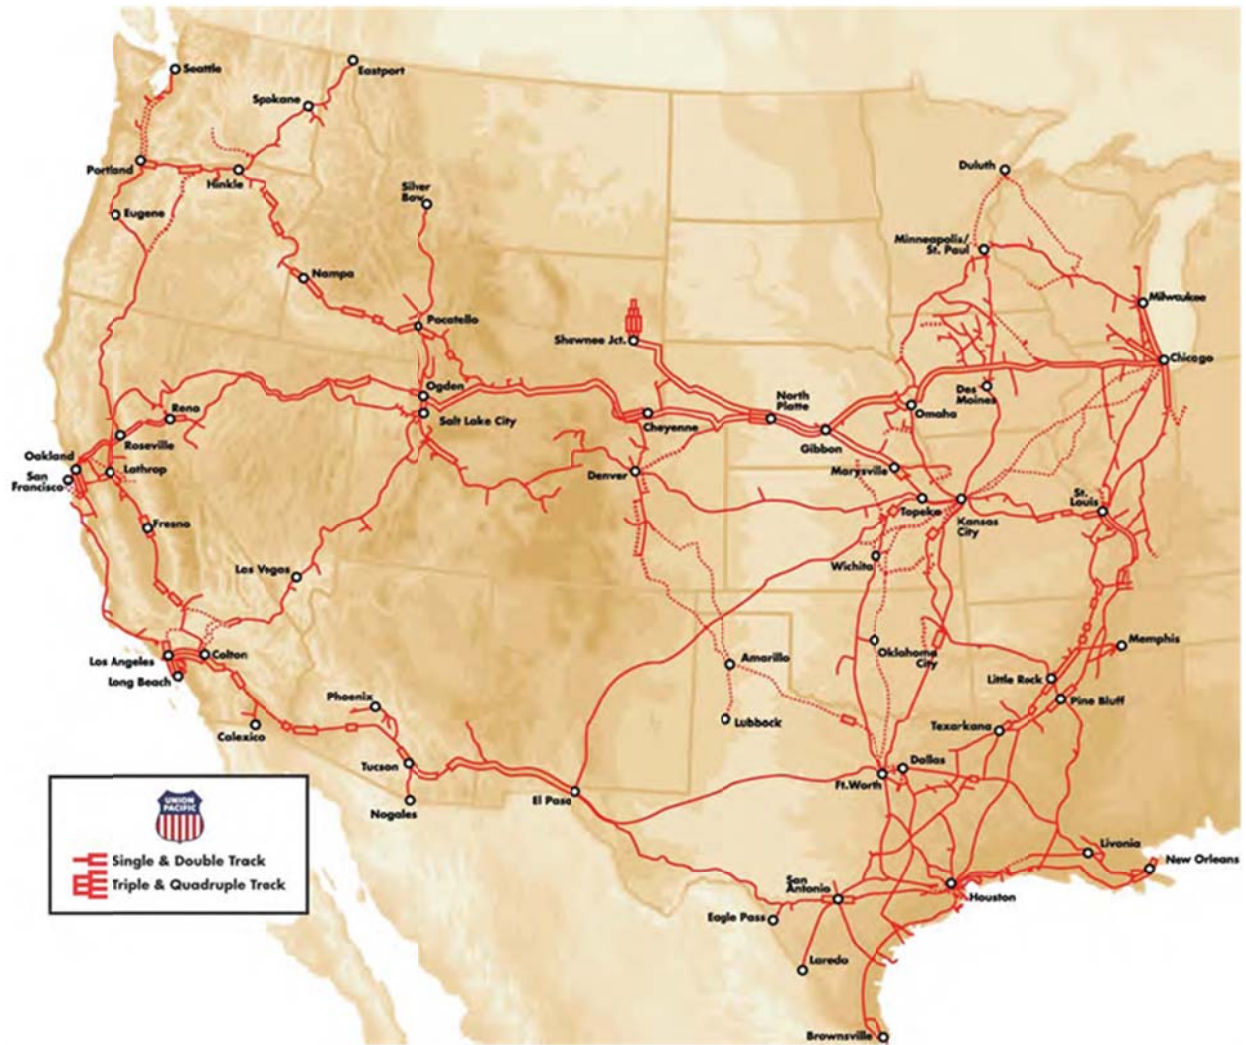 Seattle
Eastport
Spokane
Portland
Hinkle
Duluth
Silver
Bow
Eugene
Minneapolis/
St. Paul
Nampa
Milwaukee
Pocatello
Shawnee Jct.
Chicago
Ogden
Des
Moines
North
Platte
Reno
Omaha
Salt Lake City
Cheyenne
Gibbon
Roseville
Oakland
San
Francisco
Lathrop
Denver
Marysville
St.
Louis
Topeka
Kansas
City
Fresno
Las Vegas
Wichita
Memphis
Los Angeles
Colton
Amarillo
Oklahoma
City
Long Beach
Little Rock
Phoenix
Pine Bluff
Lubbock
Texarkana
Calexico
Tucson
Dallas
Ft.Worth
El Paso
Nogales
UNION
PACIFIC
Single & Double Track
Triple & Quadruple Track
Livonia
New Orleans
San
Antonio
Houston
Eagle Pass
Laredo
Brownsville